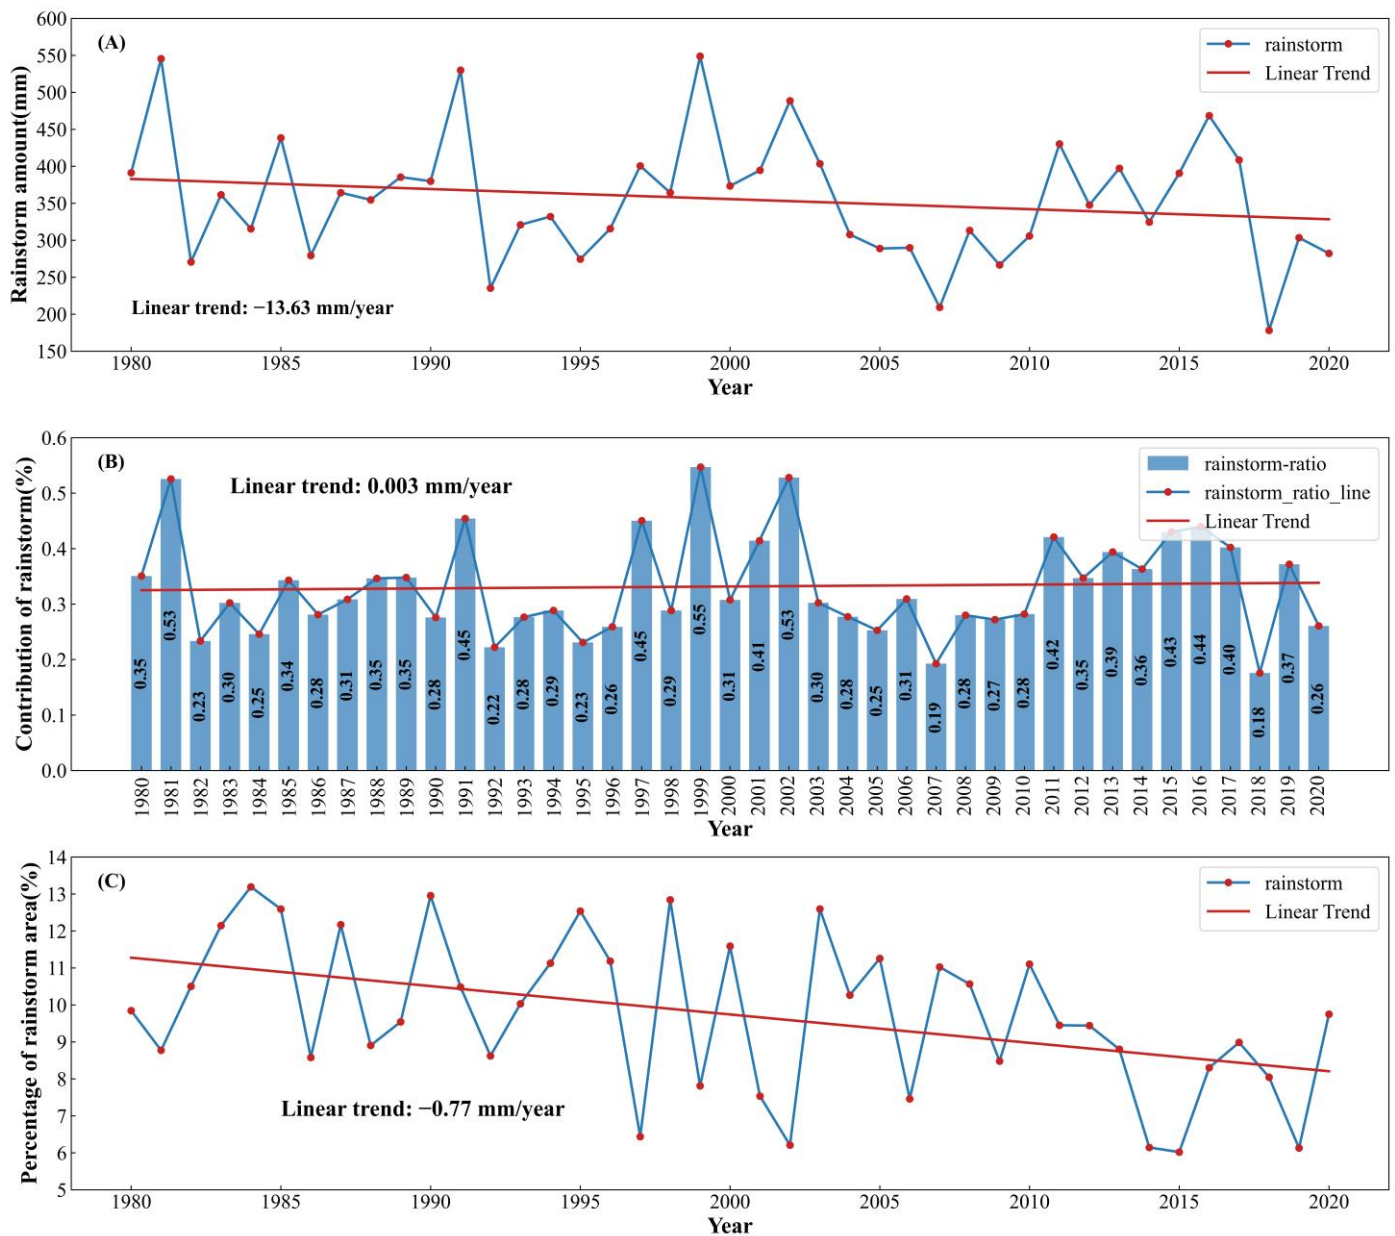 (A)
rainstorm
Linear Trend
Rainstorm amount(mm)
600
550
500
450
400
350
300
250
200
150
Linear trend: −13.63 mm/year
1980 1985 1990 1995 2000 2005 2010 2015 2020
Year
(B)
Linear trend: 0.003 mm/year
rainstorm-ratio
rainstorm_ratio_line
Linear Trend
Contribution of rainstorm(%)
0.6
0.5
0.4
0.3
0.2
0.1
0.0
0.35 0.53 0.23 0.30 0.25 0.34 0.28 0.31 0.35 0.35 0.28 0.45 0.22 0.28 0.29 0.23 0.26 0.45 0.29 0.55 0.31 0.41 0.53 0.30 0.28 0.25 0.31 0.19 0.28 0.27 0.28 0.42 0.35 0.39 0.36 0.43 0.44 0.40 0.18 0.37 0.26
1980 1981 1982 1983 1984 1985 1986 1987 1988 1989 1990 1991 1992 1993 1994 1995 1996 1997 1998 1999 2000 2001 2002 2003 2004 2005 2006 2007 2008 2009 2010 2011 2012 2013 2014 2015 2016 2017 2018 2019 2020
Year
(C)
rainstorm
Linear Trend
Percentage of rainstorm area(%)
14
13
12
11
10
9
8
7
6
5
Linear trend: −0.77 mm/year
1980 1985 1990 1995 2000 2005 2010 2015 2020
Year